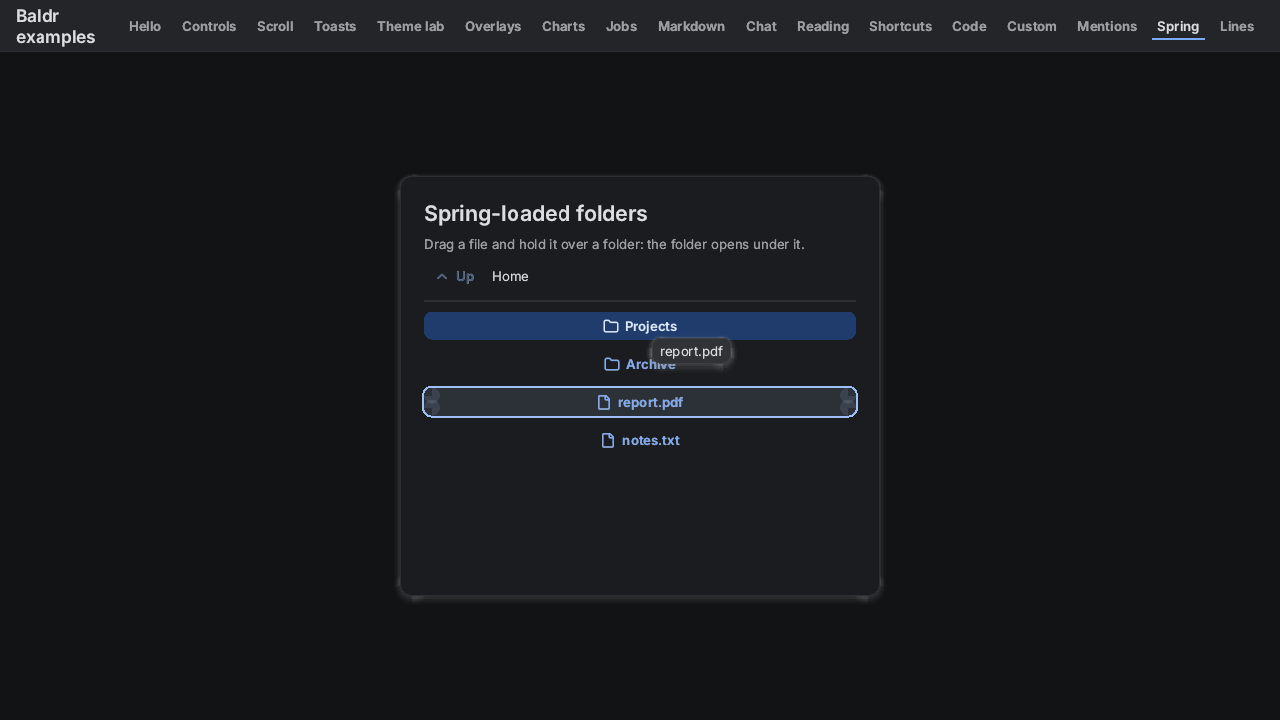 Baldr
examples
Hello Controls Scroll Toasts Theme lab Overlays Charts Jobs Markdown Chat Reading Shortcuts Code Custom Mentions Spring Lines
Spring-loaded folders
Drag a file and hold it over a folder: the folder opens under it.
Up Home
Projects
report.pdf
Archive
report.pdf
notes.txt